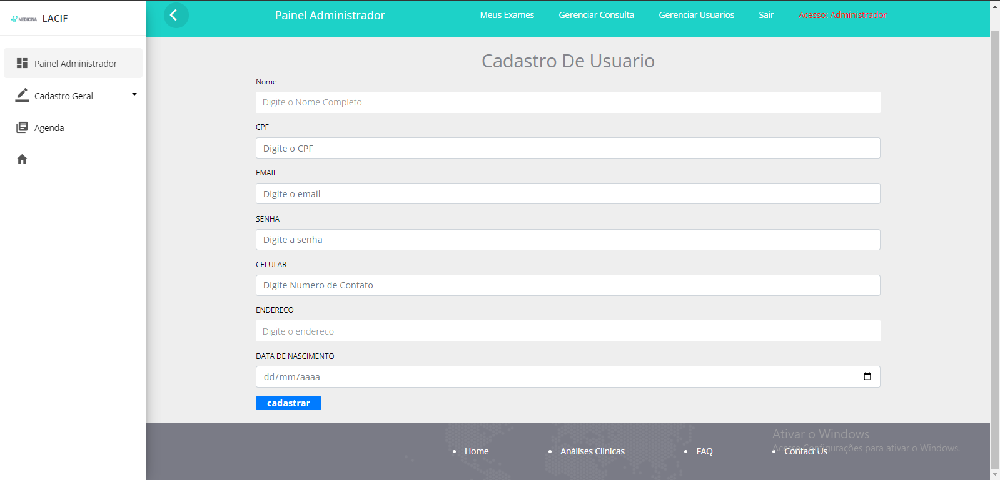 MEDICINA LACIF
Painel Administrador
Cadastro Geral
Agenda
Painel Administrador
Meus Exames
Gerenciar Consulta
Gerenciar Usuarios
Sair
Acesso: Administrador
Cadastro De Usuario
Nome
Digite o Nome Completo
CPF
Digite o CPF
EMAIL
Digite o email
SENHA
Digite a senha
CELULAR
Digite Numero de Contato
ENDERECO
Digite o endereco
DATA DE NASCIMENTO
dd/mm/aaaa
cadastrar
Home
Análises Clinicas
FAQ
Contact Us
Ativar o Windows
Acesse Configurações para ativar o Windows.